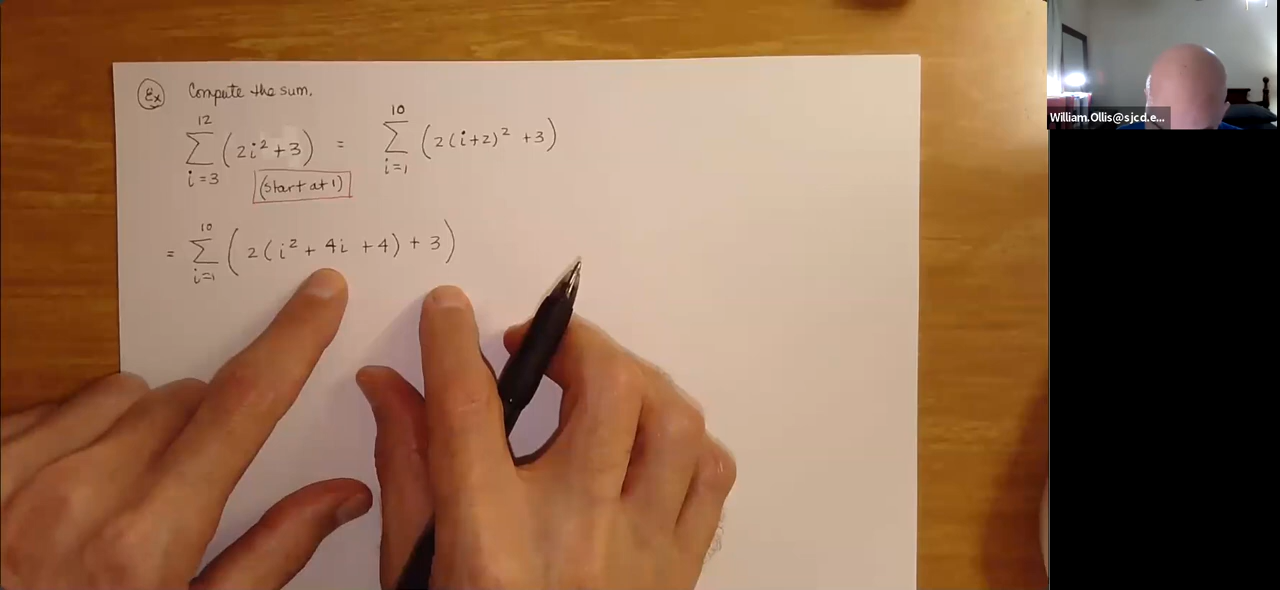 Ex Compute the sum.
12 ∑ i=3 (2i² + 3) = 10 ∑ i=1 (2(i+2)² + 3)
(start at 1)
= 10 ∑ i=1 (2(i² + 4i + 4) + 3)
William.Ollis@sjcd.e...